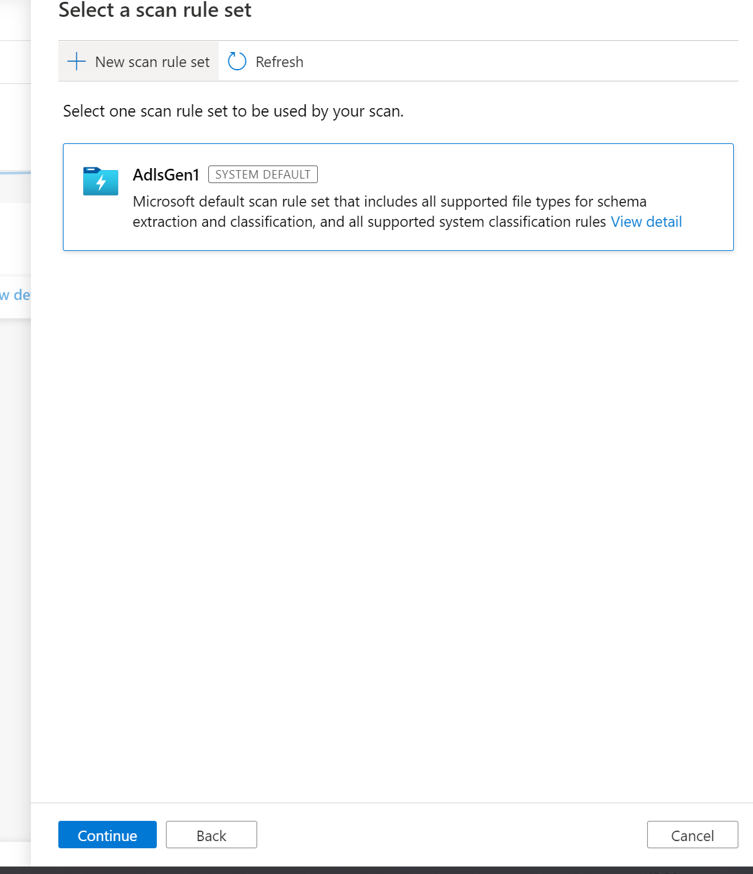 Select a scan rule set
New scan rule set
Refresh
Select one scan rule set to be used by your scan.
AdlsGen1 SYSTEM DEFAULT
Microsoft default scan rule set that includes all supported file types for schema
extraction and classification, and all supported system classification rules View detail
w de
Continue
Back
Cancel